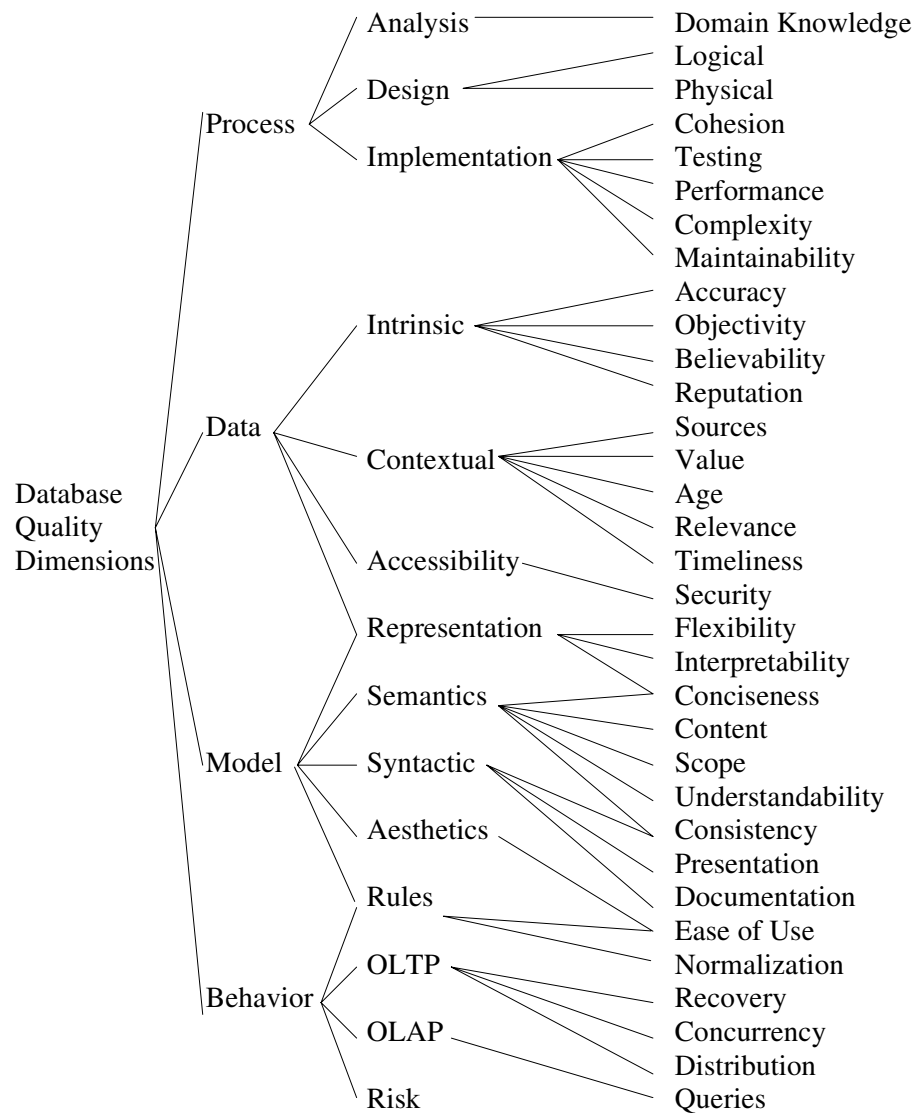 Database
Quality
Dimensions
Process
Data
Model
Behavior
Analysis
Design
Implementation
Intrinsic
Contextual
Accessibility
Representation
Semantics
Syntactic
Aesthetics
Rules
OLTP
OLAP
Risk
Domain Knowledge
Logical
Physical
Cohesion
Testing
Performance
Complexity
Maintainability
Accuracy
Objectivity
Believability
Reputation
Sources
Value
Age
Relevance
Timeliness
Security
Flexibility
Interpretability
Conciseness
Content
Scope
Understandability
Consistency
Presentation
Documentation
Ease of Use
Normalization
Recovery
Concurrency
Distribution
Queries